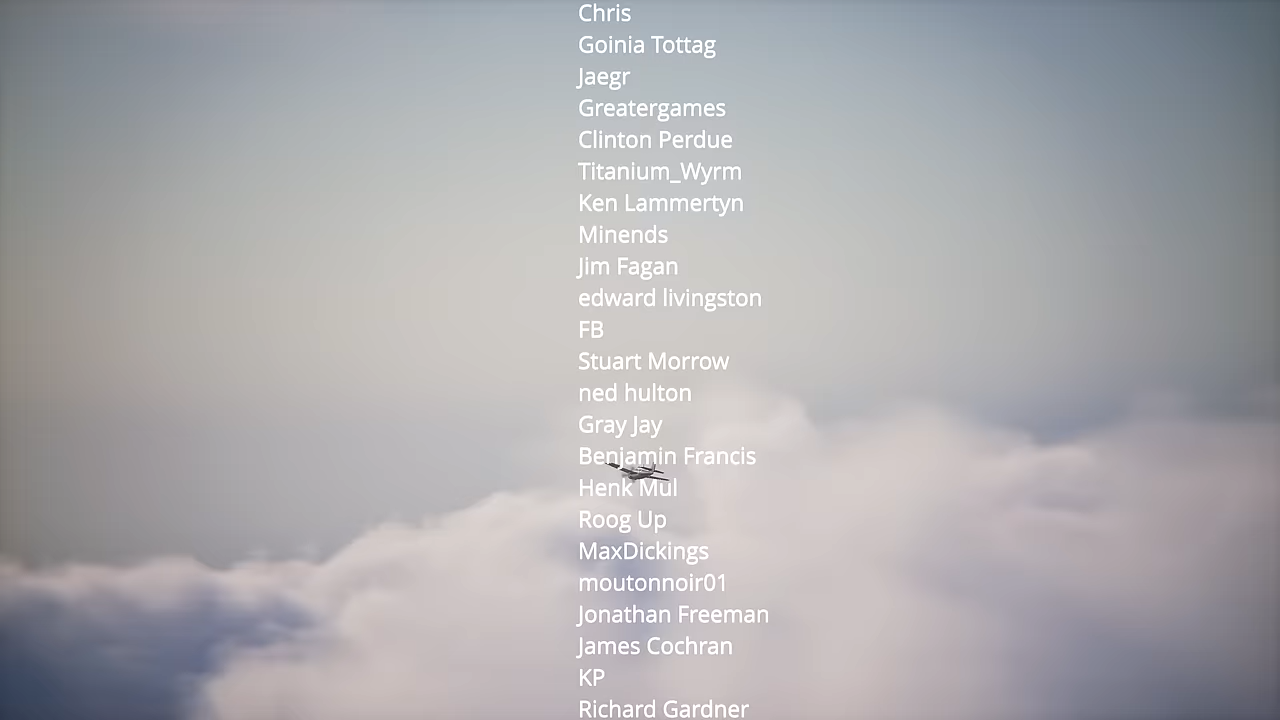 Chris
Goinia Tottag
Jaegr
Greatergames
Clinton Perdue
Titanium_Wyrm
Ken Lammertyn
Minends
Jim Fagan
edward livingston
FB
Stuart Morrow
ned hulton
Gray Jay
Benjamin Francis
Henk Mul
Roog Up
MaxDickings
moutonnoir01
Jonathan Freeman
James Cochran
KP
Richard Gardner